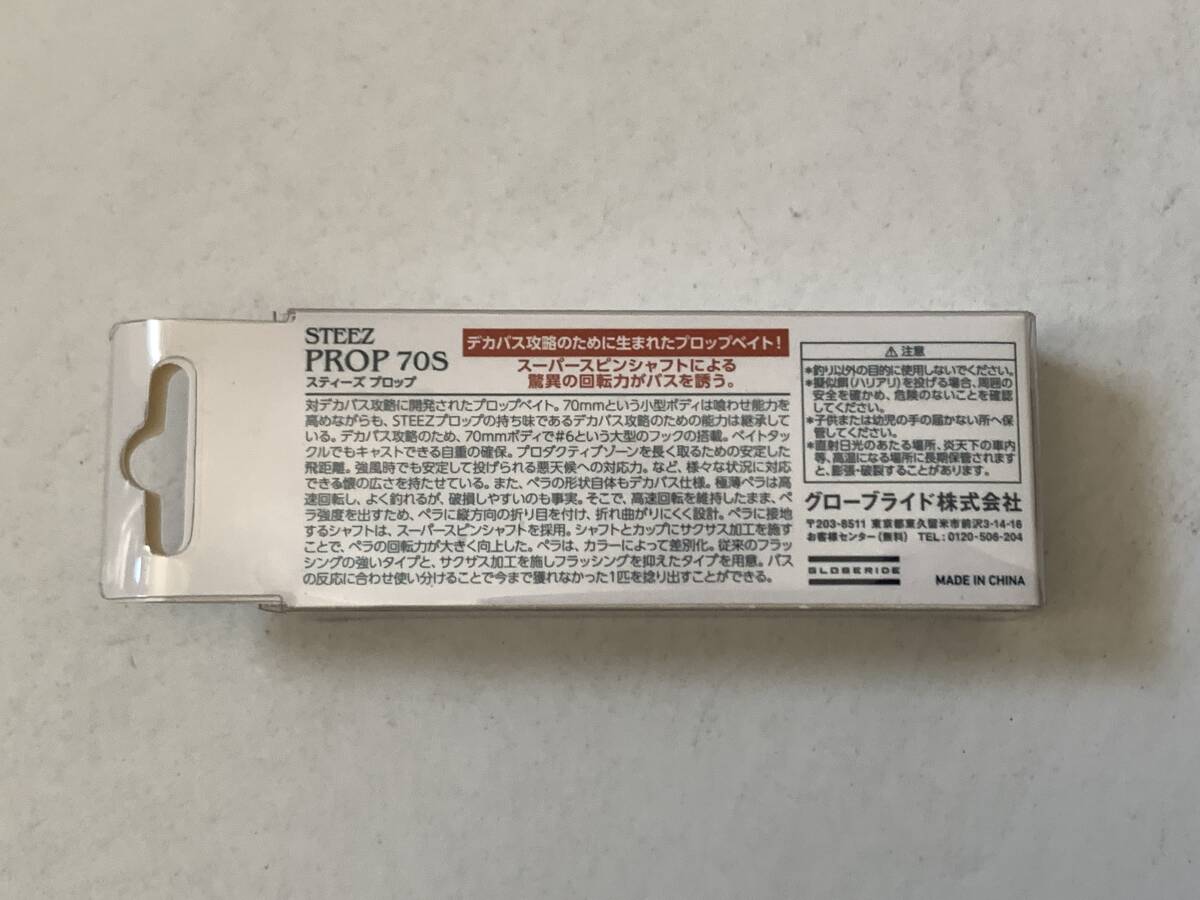 STEEZ
PROP 70S
スティーズ プロップ
デカバス攻略のために生まれたプロップベイト!
スーパースピンシャフトによる
驚異の回転力がバスを誘う。
対デカバス攻略に開発されたプロップベイト。70mmという小型ボディは喰わせ能力を
高めながらも、STEEZプロップの持ち味であるデカバス攻略のための能力は継承して
いる。デカバス攻略のため、70mmボディで#6という大型のフックの搭載。ベイトタッ
クルでもキャストできる自重の確保。プロダクティブゾーンを長く取るための安定した
飛距離。強風時でも安定して投げられる悪天候への対応力。など、様々な状況に対応
できる懐の広さを持たせている。また、ペラの形状自体もデカバス仕様。極薄ペラは高
速回転し、よく釣れるが、破損しやすいのも事実。そこで、高速回転を維持したまま、ペ
ラ強度を出すため、ペラに縦方向の折り目を付け、折れ曲がりにくく設計。ペラに接地
するシャフトは、スーパースピンシャフトを採用。シャフトとカップにサクサス加工を施す
ことで、ペラの回転力が大きく向上した。ペラは、カラーによって差別化。従来のフラッ
シングの強いタイプと、サクサス加工を施しフラッシングを抑えたタイプを用意。バス
の反応に合わせ使い分けることで今まで獲れなかった1匹を捻り出すことができる。
⚠ 注意
*釣り以外の目的に使用しないでください。
*擬似餌(ハリアリ)を投げる場合、周囲の
安全を確かめ、危険のないことを確認
してください。
*子供または幼児の手の届かない所へ保
管してください。
*直射日光のあたる場所、炎天下の車内
等、高温になる場所に長期保管されます
と、膨張・破裂することがあります。
グローブライド株式会社
〒203-8511 東京都東久留米市前沢3-14-16
お客様センター(無料) TEL:0120-506-204
GLOBERIDE
MADE IN CHINA